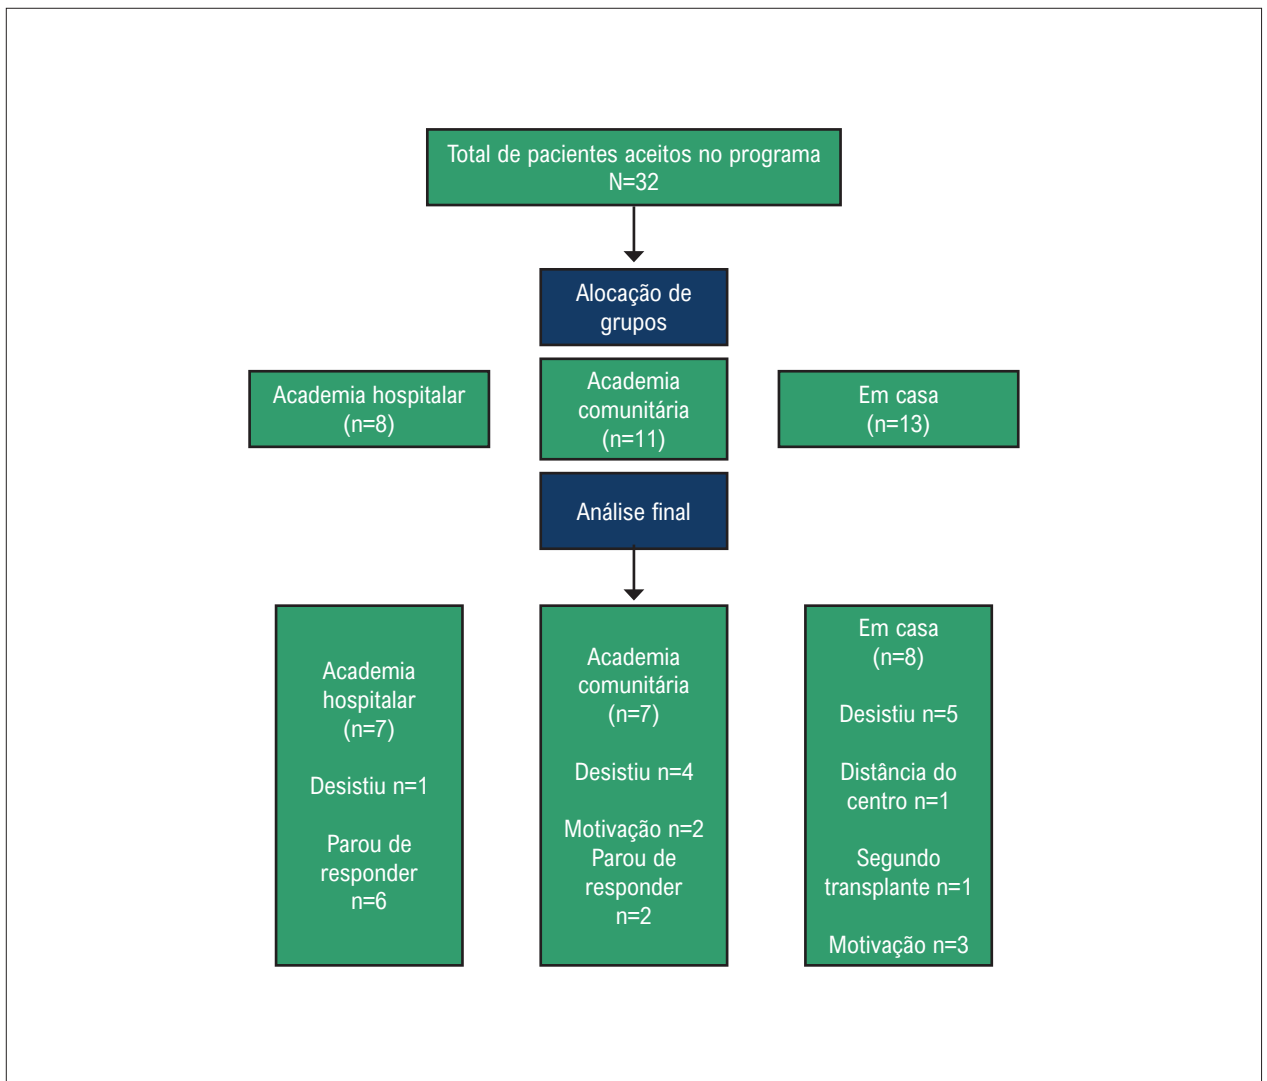 Total de pacientes aceitos no programa
N=32
Alocação de
grupos
Academia hospitalar
(n=8)
Academia
comunitária
(n=11)
Em casa
(n=13)
Análise final
Academia
hospitalar
(n=7)
Desistiu n=1
Parou de
responder
n=6
Academia
comunitária
(n=7)
Desistiu n=4
Motivação n=2
Parou de
responder
n=2
Em casa
(n=8)
Desistiu n=5
Distância do
centro n=1
Segundo
transplante n=1
Motivação n=3